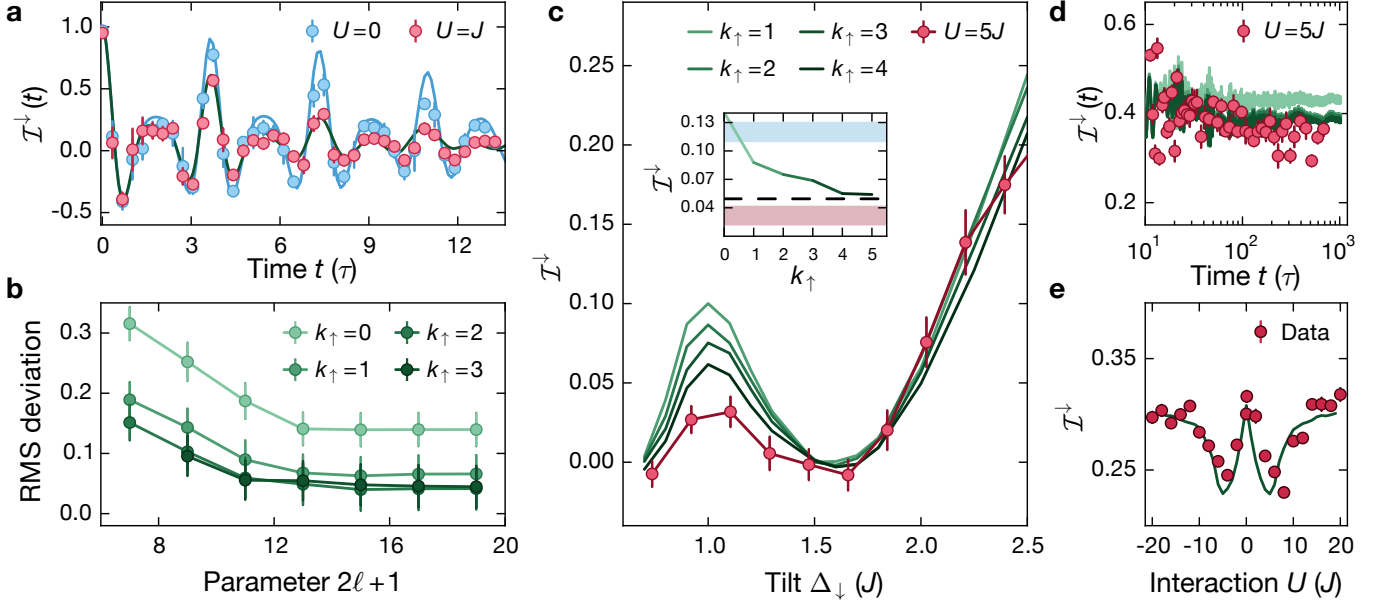 a
U=0
U=J
1.0
0.5
0.0
-0.5
ℐ↓(t)
0
3
6
9
12
Time t (τ)
b
k↑=0
k↑=2
k↑=1
k↑=3
0.3
0.2
0.1
0.0
RMS deviation
8
12
16
20
Parameter 2ℓ+1
c
k↑=1
k↑=3
U=5J
k↑=2
k↑=4
0.25
0.20
0.15
0.10
0.05
0.00
ℐ↓
0.13
0.10
0.07
0.04
ℐ↓
0
1
2
3
4
5
k↑
1.0
1.5
2.0
2.5
Tilt Δ↓ (J)
d
U=5J
0.6
0.4
0.2
ℐ↓(t)
10¹
10²
10³
Time t (τ)
e
Data
0.35
0.25
ℐ↓
-20
-10
0
10
20
Interaction U (J)